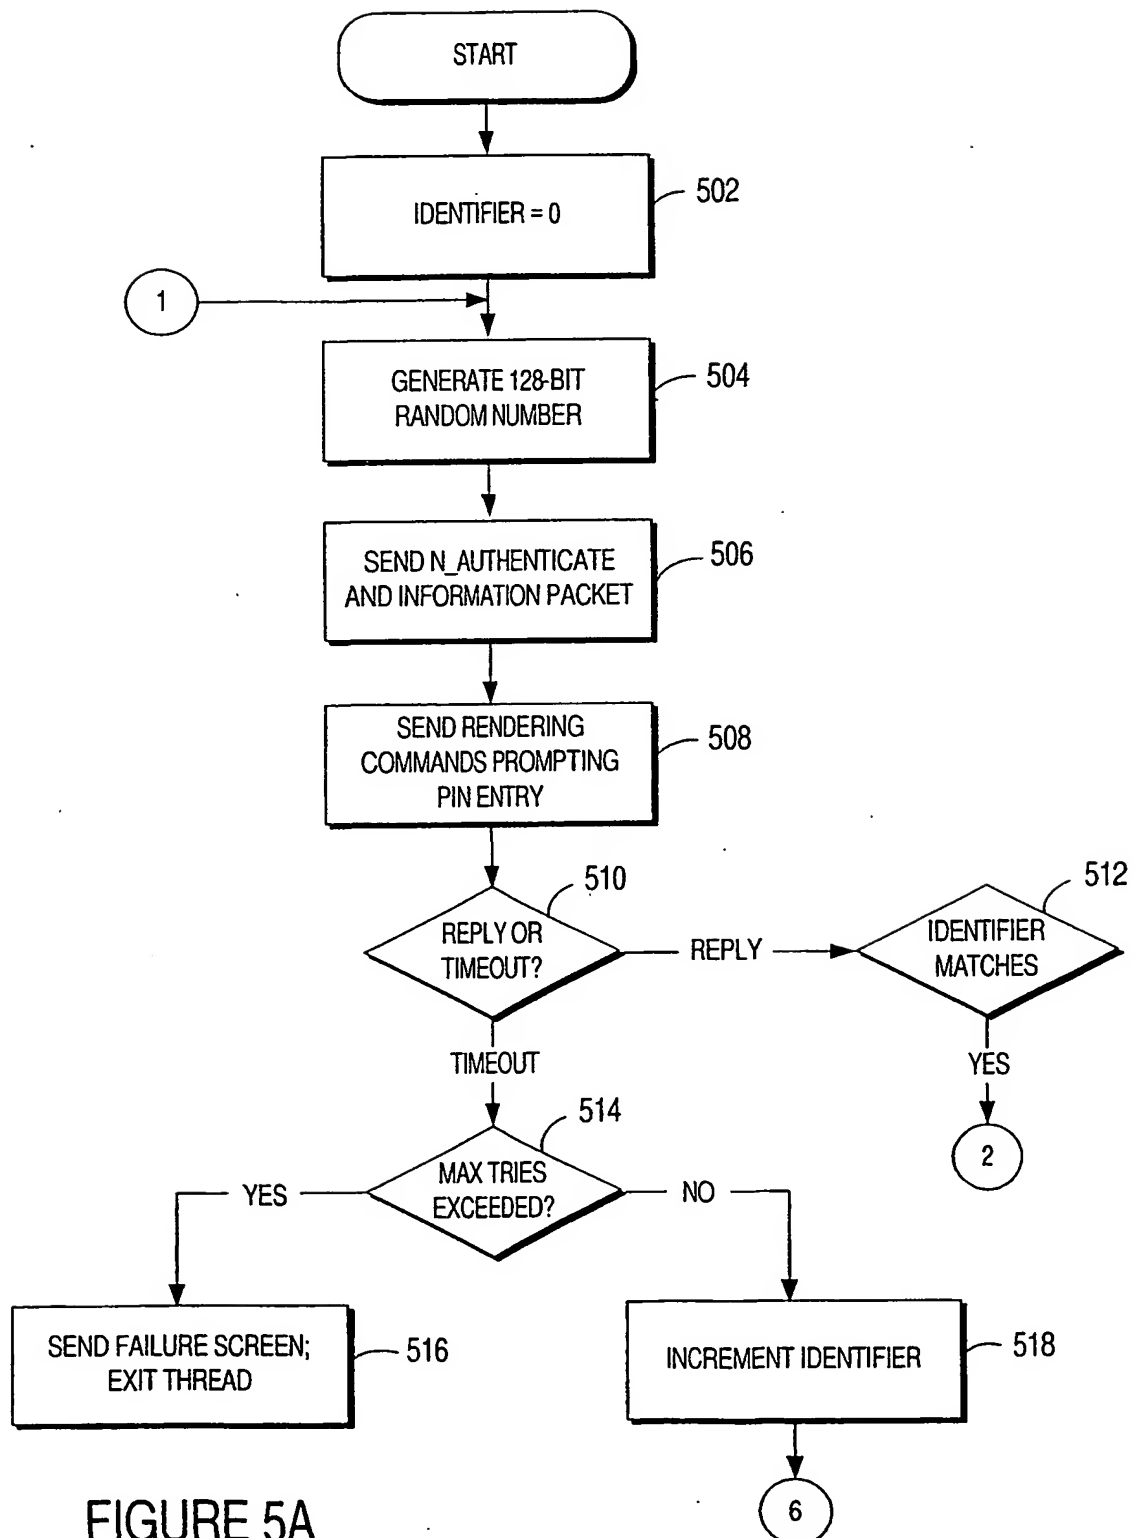 START
IDENTIFIER = 0
502
1
GENERATE 128-BIT
RANDOM NUMBER
504
SEND N_AUTHENTICATE
AND INFORMATION PACKET
506
SEND RENDERING
COMMANDS PROMPTING
PIN ENTRY
508
REPLY OR
TIMEOUT?
510
REPLY
IDENTIFIER
MATCHES
512
TIMEOUT
YES
2
MAX TRIES
EXCEEDED?
514
YES
NO
SEND FAILURE SCREEN;
EXIT THREAD
516
INCREMENT IDENTIFIER
518
6
FIGURE 5A